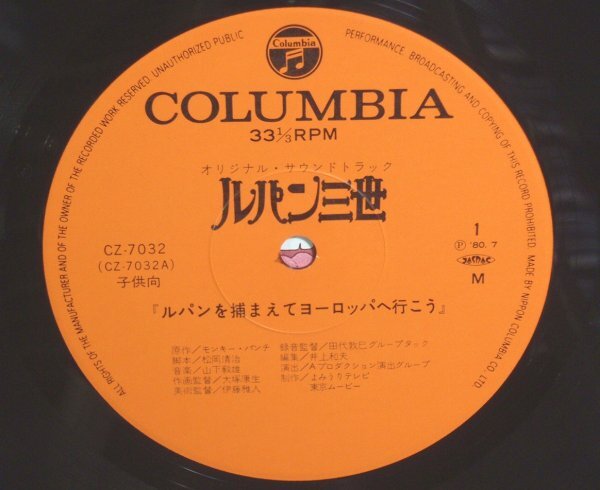 Columbia
COLUMBIA
33⅓RPM
オリジナル・サウンドトラック
ルパン三世
CZ-7032
(CZ-7032A)
子供向
1
Ⓟ '80. 7
M
『ルパンを捕まえてヨーロッパへ行こう』
原作/モンキー・パンチ
脚本/松岡清治
音楽/山下毅雄
作画監督/大塚康生
美術監督/伊藤雅人
録音監督/田代敦巳グループタック
編集/井上和夫
演出/Aプロダクション演出グループ
制作/よみうりテレビ
東京ムービー
ALL RIGHTS OF THE MANUFACTURER AND OF THE OWNER OF THE RECORDED WORK RESERVED. UNAUTHORIZED PUBLIC PERFORMANCE, BROADCASTING AND COPYING OF THIS RECORD PROHIBITED. MADE BY NIPPON COLUMBIA CO., LTD.